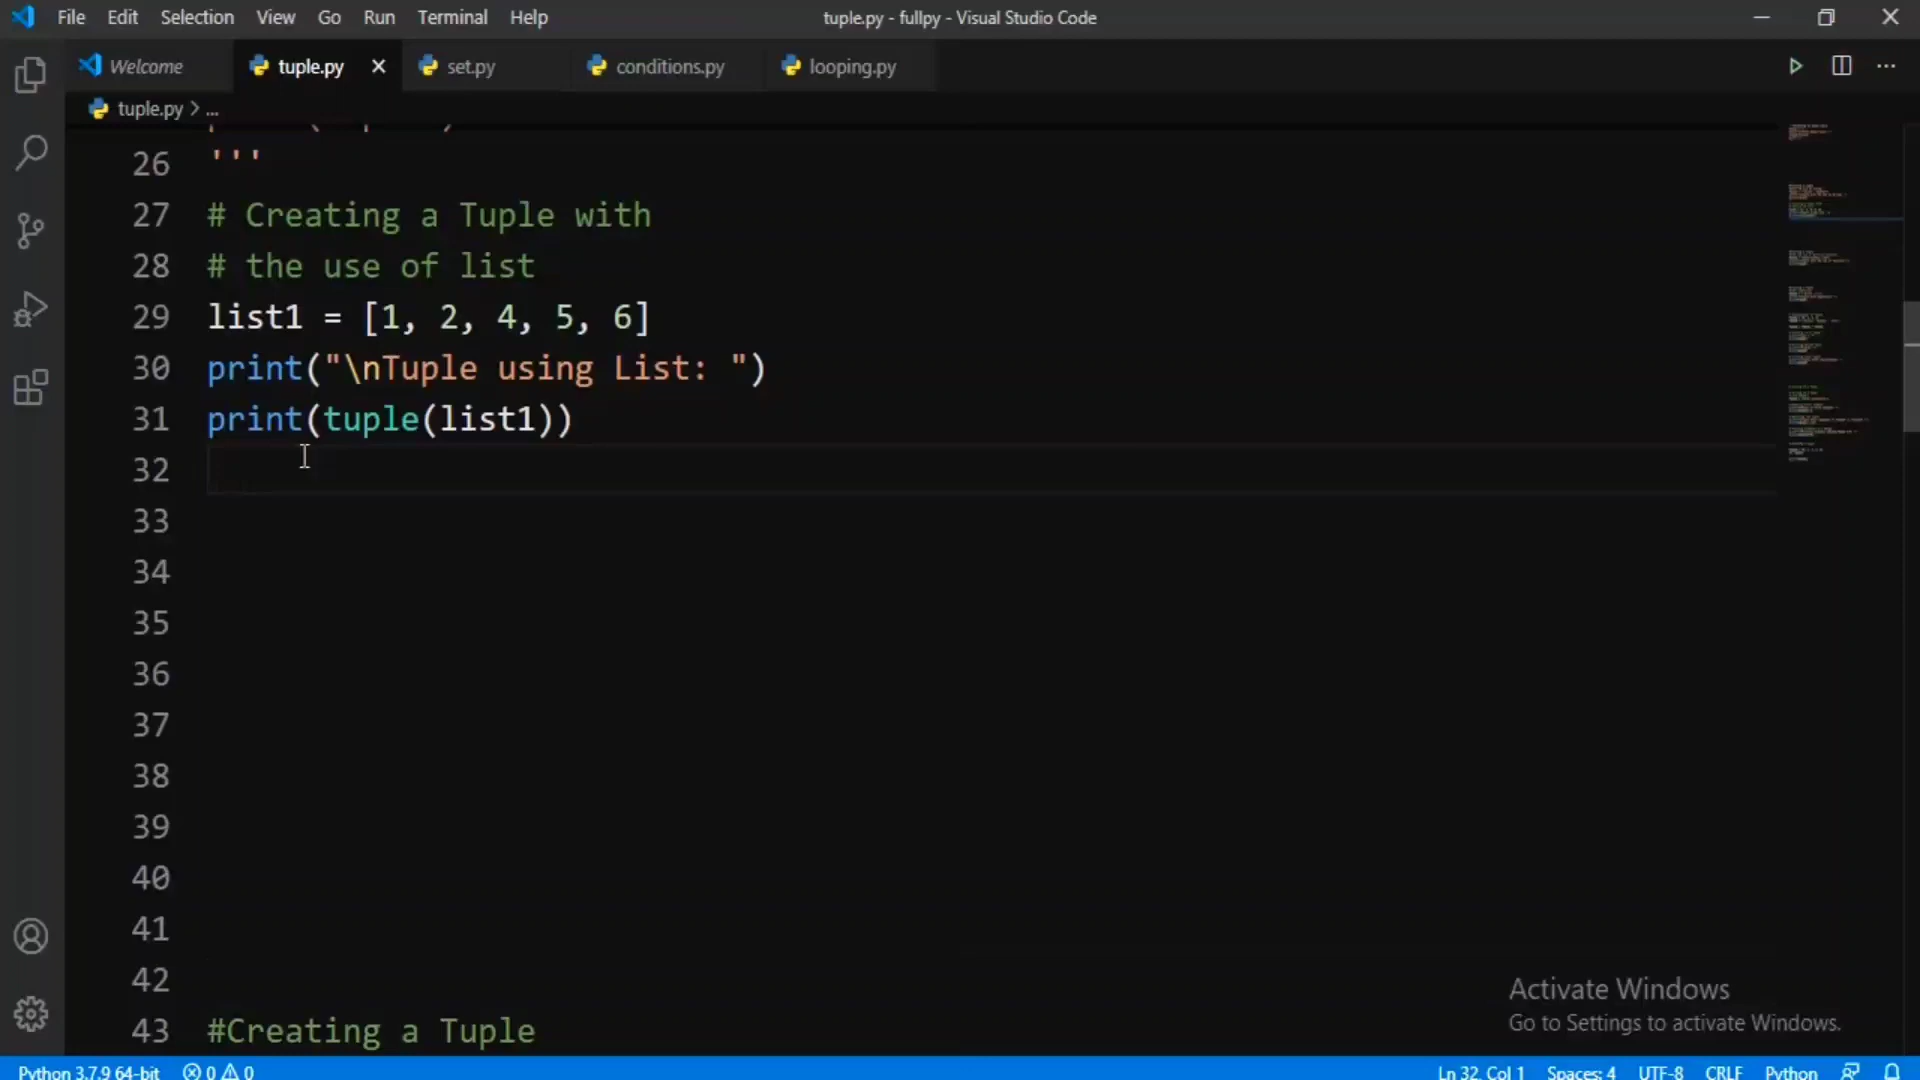 File Edit Selection View Go Run Terminal Help tuple.py - fullpy - Visual Studio Code
Welcome tuple.py set.py conditions.py looping.py
tuple.py > ...
26 '''
27 # Creating a Tuple with
28 # the use of list
29 list1 = [1, 2, 4, 5, 6]
30 print("\nTuple using List: ")
31 print(tuple(list1))
32
33
34
35
36
37
38
39
40
41
42
43 #Creating a Tuple
Activate Windows
Go to Settings to activate Windows.
Python 3.7.9 64-bit 0 0 Ln 32, Col 1 Spaces: 4 UTF-8 CRLF Python